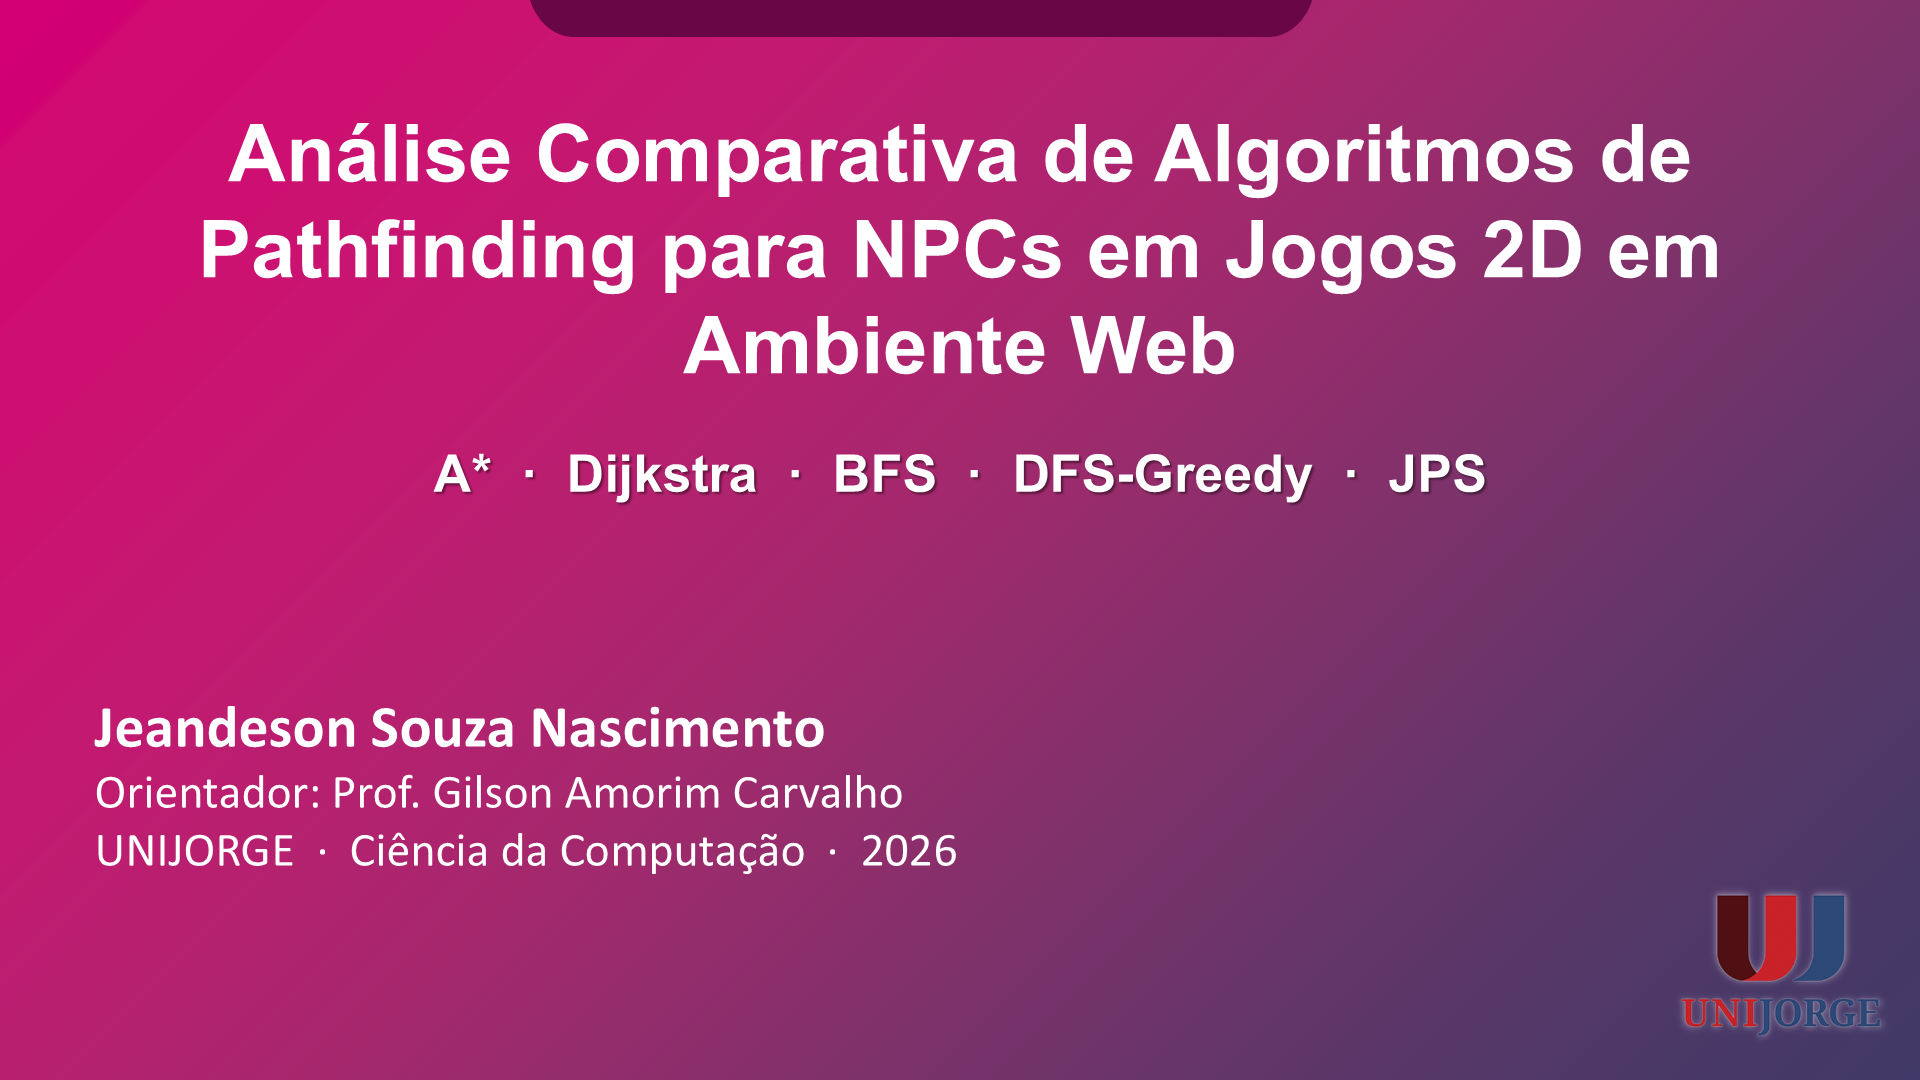 Análise Comparativa de Algoritmos de
Pathfinding para NPCs em Jogos 2D em
Ambiente Web
A* · Dijkstra · BFS · DFS-Greedy · JPS
Jeandeson Souza Nascimento
Orientador: Prof. Gilson Amorim Carvalho
UNIJORGE · Ciência da Computação · 2026
UNIJORGE